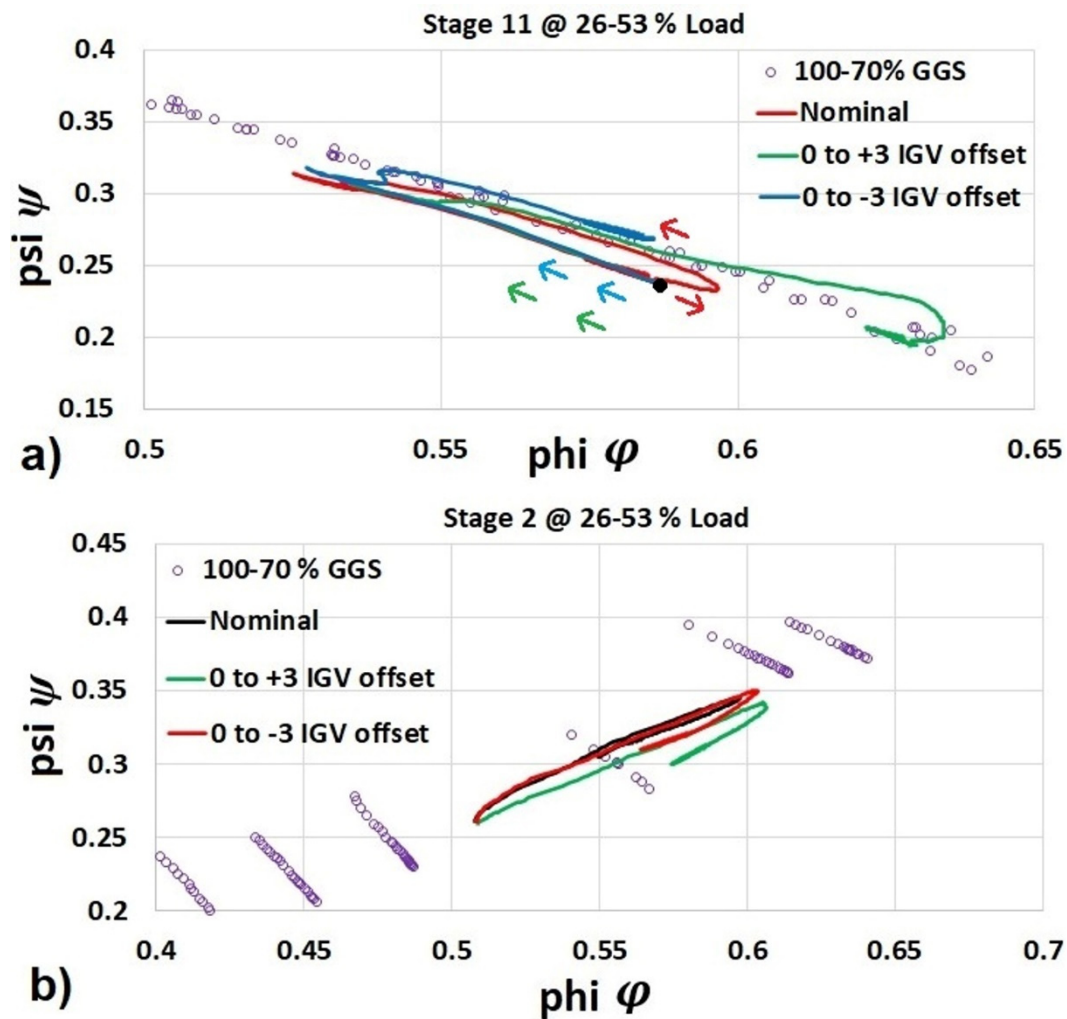 Stage 11 @ 26-53 % Load
0.4
0.35
0.3
0.25
0.2
0.15
psi ψ
100-70% GGS
Nominal
0 to +3 IGV offset
0 to -3 IGV offset
0.5
0.55
0.6
0.65
phi φ
a)
Stage 2 @ 26-53 % Load
0.45
0.4
0.35
0.3
0.25
0.2
psi ψ
100-70 % GGS
Nominal
0 to +3 IGV offset
0 to -3 IGV offset
0.4
0.45
0.5
0.55
0.6
0.65
0.7
phi φ
b)